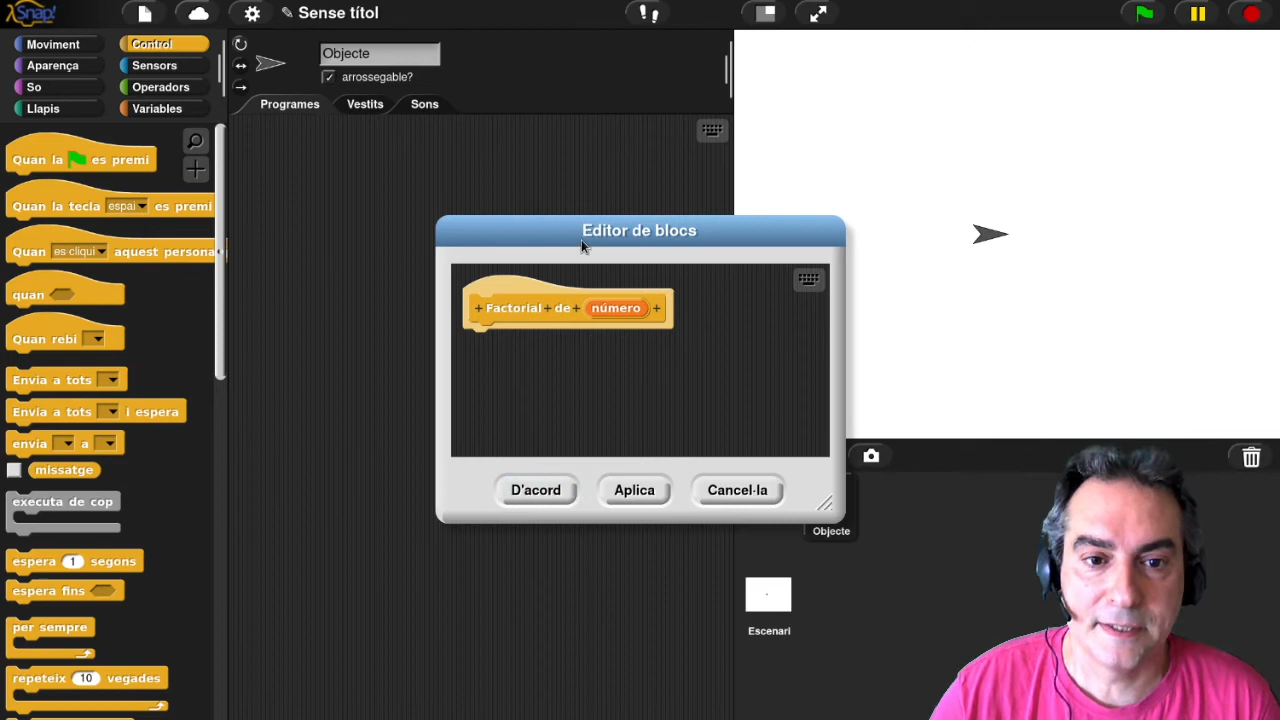 Snap!
Sense títol
Moviment
Control
Aparença
Sensors
So
Operadors
Llapis
Variables
Objecte
arrossegable?
Programes
Vestits
Sons
Quan la es premi
Quan la tecla espai es premi
Quan es cliqui aquest persona
quan
Quan rebi
Envia a tots
Envia a tots i espera
envia a
missatge
executa de cop
espera 1 segons
espera fins
per sempre
repeteix 10 vegades
Editor de blocs
+ Factorial + de + número +
D'acord
Aplica
Cancel·la
Objecte
Escenari